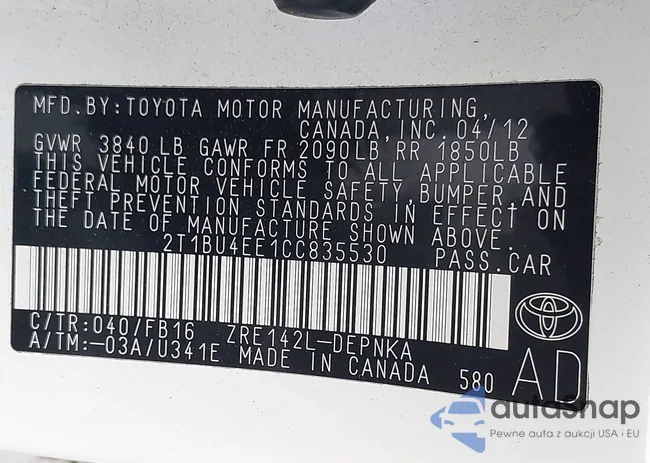 MFD.BY:TOYOTA MOTOR MANUFACTURING,
CANADA,INC.04/12
GVWR 3840 LB GAWR FR 2090LB RR 1850LB
THIS VEHICLE CONFORMS TO ALL APPLICABLE
FEDERAL MOTOR VEHICLE SAFETY,BUMPER,AND
THEFT PREVENTION STANDARDS IN EFFECT ON
THE DATE OF MANUFACTURE SHOWN ABOVE.
2T1BU4EE1CC835530 PASS.CAR
C/TR:040/FB16 ZRE142L-DEPNKA
A/TM:-03A/U341E MADE IN CANADA 580 AD
autoSnap
Pewne auta z aukcji USA i EU